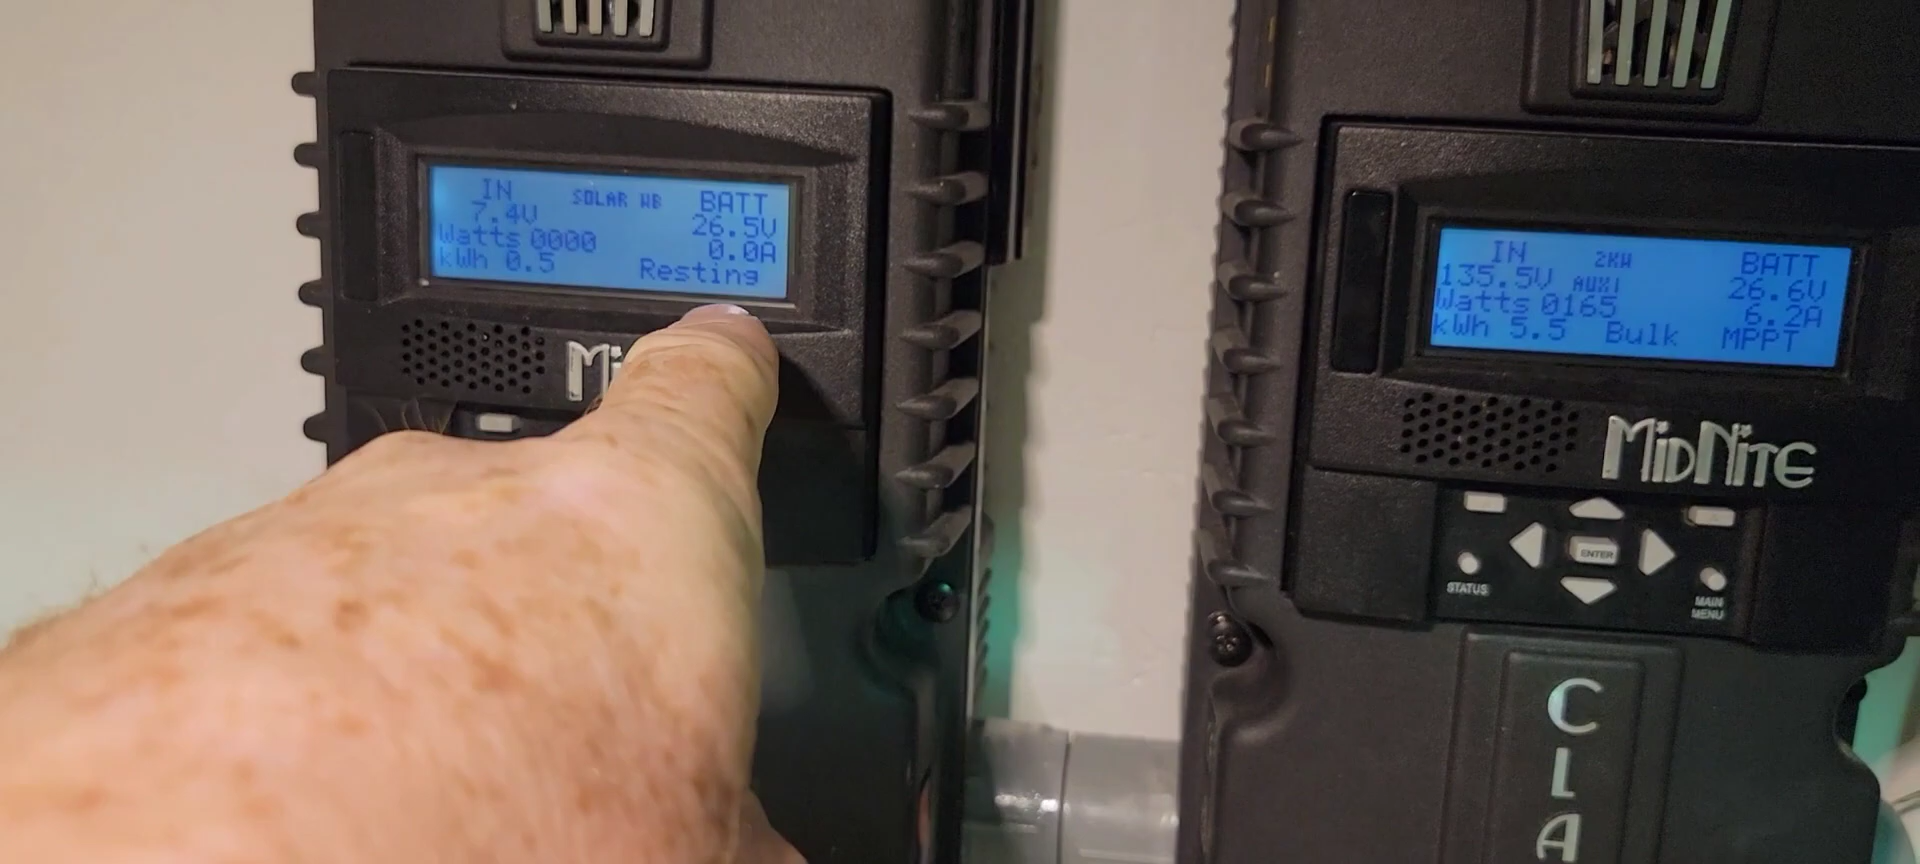 IN SOLAR WB BATT
7.4V 26.5V
Watts 0000 0.0A
kWh 0.5 Resting
Mi
IN 2KW BATT
135.5V AUX1 26.6V
Watts 0165 6.2A
kWh 5.5 Bulk MPPT
MIDNITE
ENTER
STATUS
MAIN
MENU
C
L
A